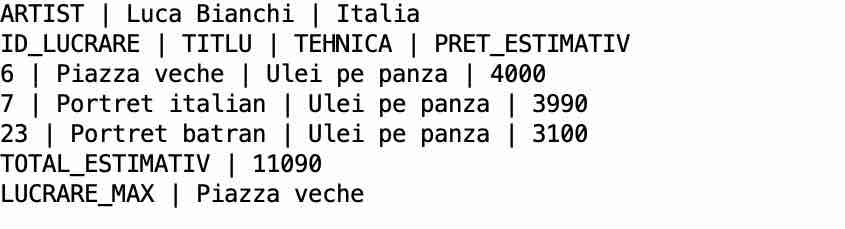 ARTIST | Luca Bianchi | Italia
ID_LUCRARE | TITLU | TEHNICA | PRET_ESTIMATIV
6 | Piazza veche | Ulei pe panza | 4000
7 | Portret italian | Ulei pe panza | 3990
23 | Portret batran | Ulei pe panza | 3100
TOTAL_ESTIMATIV | 11090
LUCRARE_MAX | Piazza veche